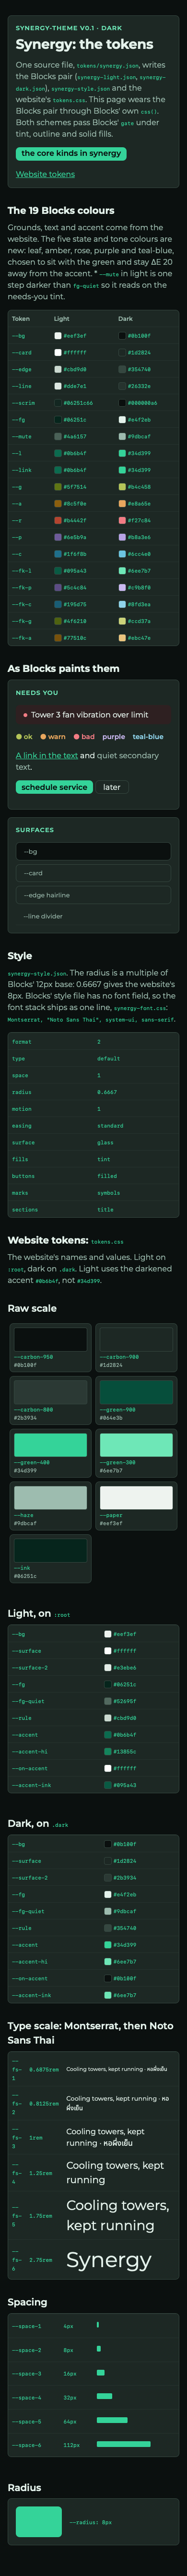 SYNERGY-THEME V0.1 · DARK
Synergy: the tokens
One source file, tokens/synergy.json, writes
the Blocks pair (synergy-light.json, synergy-
dark.json), synergy-style.json and the
website's tokens.css. This page wears the
Blocks pair through Blocks' own css().
Both schemes pass Blocks' gate under
tint, outline and solid fills.
the core kinds in synergy
Website tokens
The 19 Blocks colours
Grounds, text and accent come from the
website. The five state and tone colours are
new: leaf, amber, rose, purple and teal-blue,
chosen to sit with the green and stay ΔE 20
away from the accent. * --mute in light is one
step darker than fg-quiet so it reads on the
needs-you tint.
Token Light Dark
--bg #eef3ef #0b100f
--card #ffffff #1d2824
--edge #cbd9d0 #354740
--line #dde7e1 #26332e
--scrim #06251c66 #000000a6
--fg #06251c #e4f2eb
--mute #4a6157 #9dbcaf
--l #0b6b4f #34d399
--link #0b6b4f #34d399
--g #5f7514 #b4c458
--a #8c5f0e #e8a65e
--r #b4442f #f27c84
--p #6e5b9a #b8a3e6
--c #1f6f8b #6cc4e8
--fk-l #095a43 #6ee7b7
--fk-p #5c4c84 #c9b8f0
--fk-c #195d75 #8fd3ea
--fk-g #4f6210 #ccd37a
--fk-a #77510c #ebc47e
As Blocks paints them
NEEDS YOU
Tower 3 fan vibration over limit
ok warn bad purple teal-blue
A link in the text and quiet secondary
text.
schedule service later
SURFACES
--bg
--card
--edge hairline
--line divider
Style
synergy-style.json. The radius is a multiple of
Blocks' 12px base: 0.6667 gives the website's
8px. Blocks' style file has no font field, so the
font stack ships as one line, synergy-font.css:
Montserrat, "Noto Sans Thai", system-ui, sans-serif.
format 2
type default
space 1
radius 0.6667
motion 1
easing standard
surface glass
fills tint
buttons filled
marks symbols
sections title
Website tokens: tokens.css
The website's names and values. Light on
:root, dark on .dark. Light uses the darkened
accent #0b6b4f, not #34d399.
Raw scale
--carbon-950
#0b100f
--carbon-900
#1d2824
--carbon-800
#2b3934
--green-900
#064e3b
--green-400
#34d399
--green-300
#6ee7b7
--haze
#9dbcaf
--paper
#eef3ef
--ink
#06251c
Light, on :root
--bg #eef3ef
--surface #ffffff
--surface-2 #e3ebe6
--fg #06251c
--fg-quiet #52695f
--rule #cbd9d0
--accent #0b6b4f
--accent-hi #13855c
--on-accent #ffffff
--accent-ink #095a43
Dark, on .dark
--bg #0b100f
--surface #1d2824
--surface-2 #2b3934
--fg #e4f2eb
--fg-quiet #9dbcaf
--rule #354740
--accent #34d399
--accent-hi #6ee7b7
--on-accent #0b100f
--accent-ink #6ee7b7
Type scale: Montserrat, then Noto
Sans Thai
--fs-1 0.6875rem Cooling towers, kept running · หอผึ่งเย็น
--fs-2 0.8125rem Cooling towers, kept running · หอ
ผึ่งเย็น
--fs-3 1rem Cooling towers, kept
running · หอผึ่งเย็น
--fs-4 1.25rem Cooling towers, kept
running
--fs-5 1.75rem Cooling towers,
kept running
--fs-6 2.75rem Synergy
Spacing
--space-1 4px
--space-2 8px
--space-3 16px
--space-4 32px
--space-5 64px
--space-6 112px
Radius
--radius: 8px